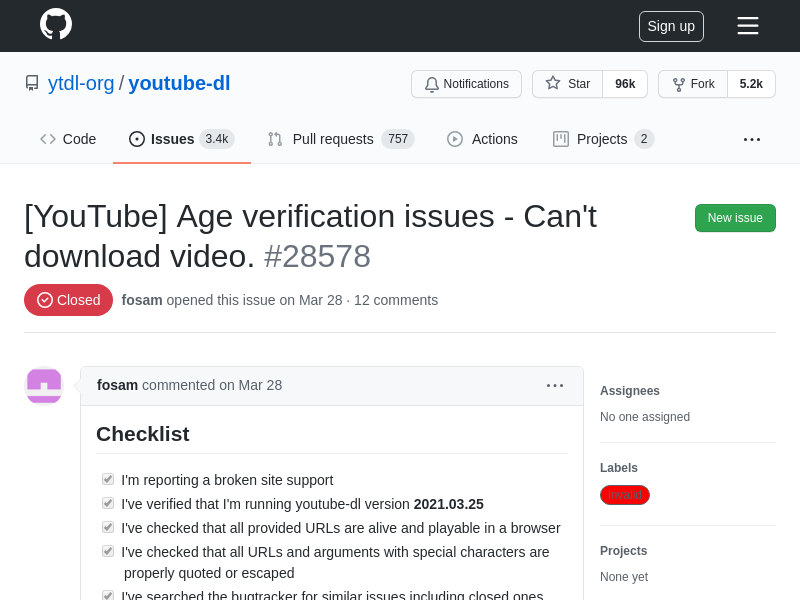 Sign up
ytdl-org / youtube-dl
Notifications
Star 96k
Fork 5.2k
Code
Issues 3.4k
Pull requests 757
Actions
Projects 2
[YouTube] Age verification issues - Can't
download video. #28578
New issue
Closed
fosam opened this issue on Mar 28 · 12 comments
fosam commented on Mar 28
Checklist
I'm reporting a broken site support
I've verified that I'm running youtube-dl version 2021.03.25
I've checked that all provided URLs are alive and playable in a browser
I've checked that all URLs and arguments with special characters are
properly quoted or escaped
I've searched the bugtracker for similar issues including closed ones
Assignees
No one assigned
Labels
invalid
Projects
None yet